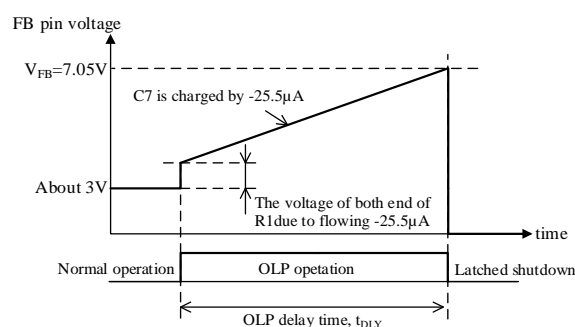 FB pin voltage
V_FB=7.05V
C7 is charged by -25.5µA
About 3V
The voltage of both end of
R1due to flowing -25.5µA
time
Normal operation
OLP opetation
Latched shutdown
OLP delay time, t_DLY